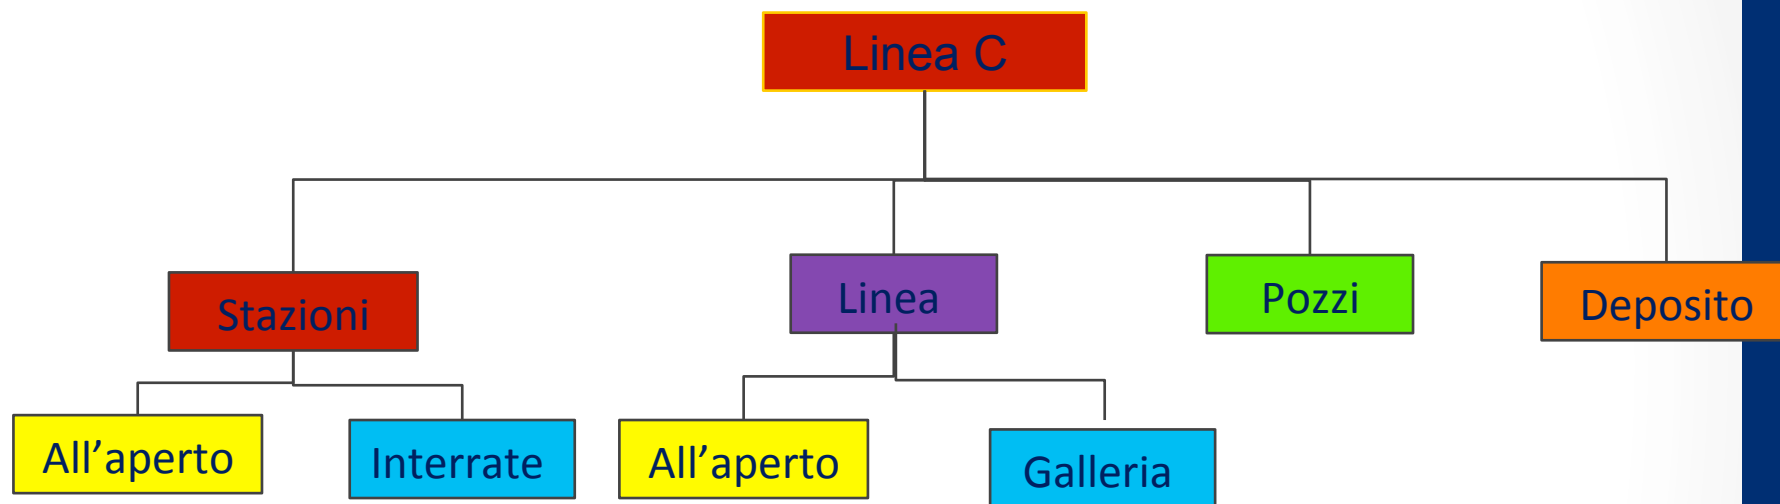 Linea C
Stazioni
Linea
Pozzi
Deposito
All’aperto
Interrate
All’aperto
Galleria